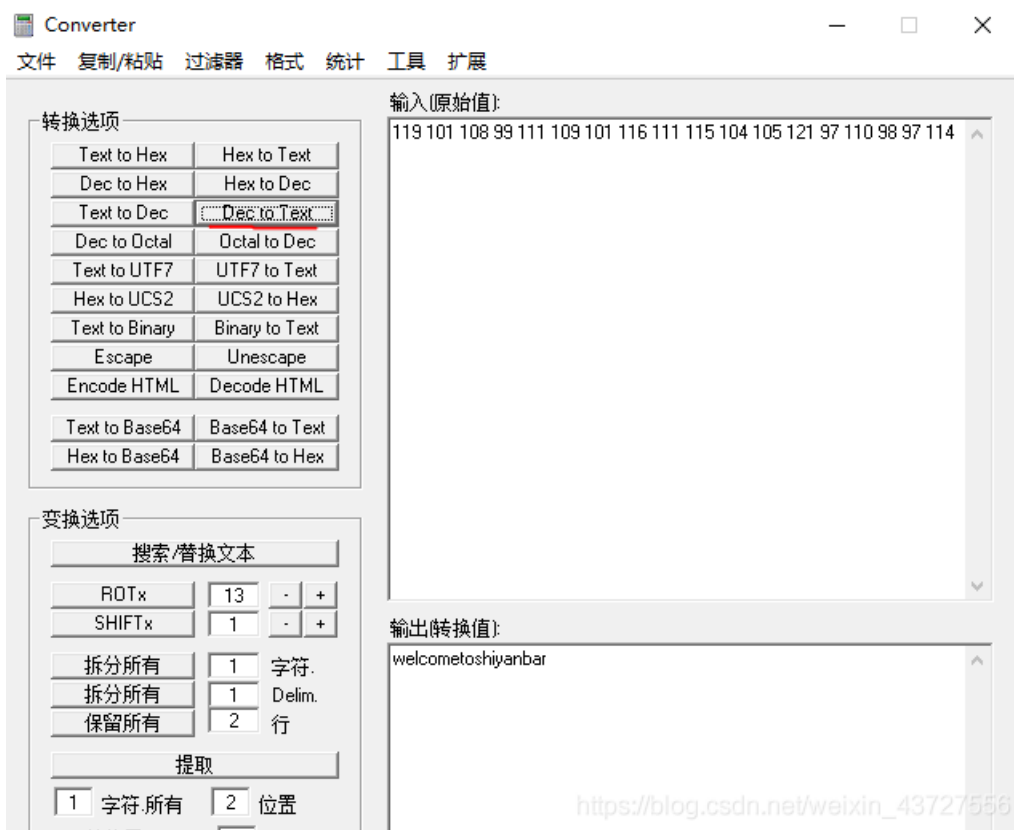 Converter
文件 复制/粘贴 过滤器 格式 统计 工具 扩展
转换选项
Text to Hex Hex to Text
Dec to Hex Hex to Dec
Text to Dec Dec to Text
Dec to Octal Octal to Dec
Text to UTF7 UTF7 to Text
Hex to UCS2 UCS2 to Hex
Text to Binary Binary to Text
Escape Unescape
Encode HTML Decode HTML
Text to Base64 Base64 to Text
Hex to Base64 Base64 to Hex
变换选项
搜索/替换文本
ROTx 13 - +
SHIFTx 1 - +
拆分所有 1 字符.
拆分所有 1 Delim.
保留所有 2 行
提取
1 字符.所有 2 位置
输入(原始值):
119 101 108 99 111 109 101 116 111 115 104 105 121 97 110 98 97 114
输出(转换值):
welcometoshiyanbar
https://blog.csdn.net/weixin_43727556